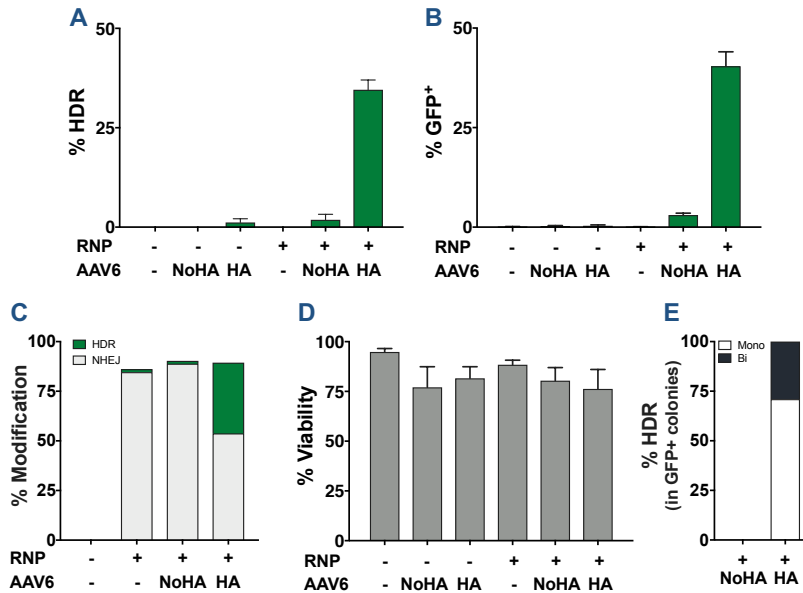 A
% HDR
50
25
0
RNP - - - + + +
AAV6 - NoHA HA - NoHA HA
B
% GFP+
50
25
0
RNP - - - + + +
AAV6 - NoHA HA - NoHA HA
C
% Modification
100
75
50
25
0
HDR
NHEJ
RNP - + + +
AAV6 - - NoHA HA
D
% Viability
100
75
50
25
0
RNP - - - + + +
AAV6 - NoHA HA - NoHA HA
E
% HDR
(in GFP+ colonies)
100
75
50
25
0
Mono
Bi
+ +
NoHA HA